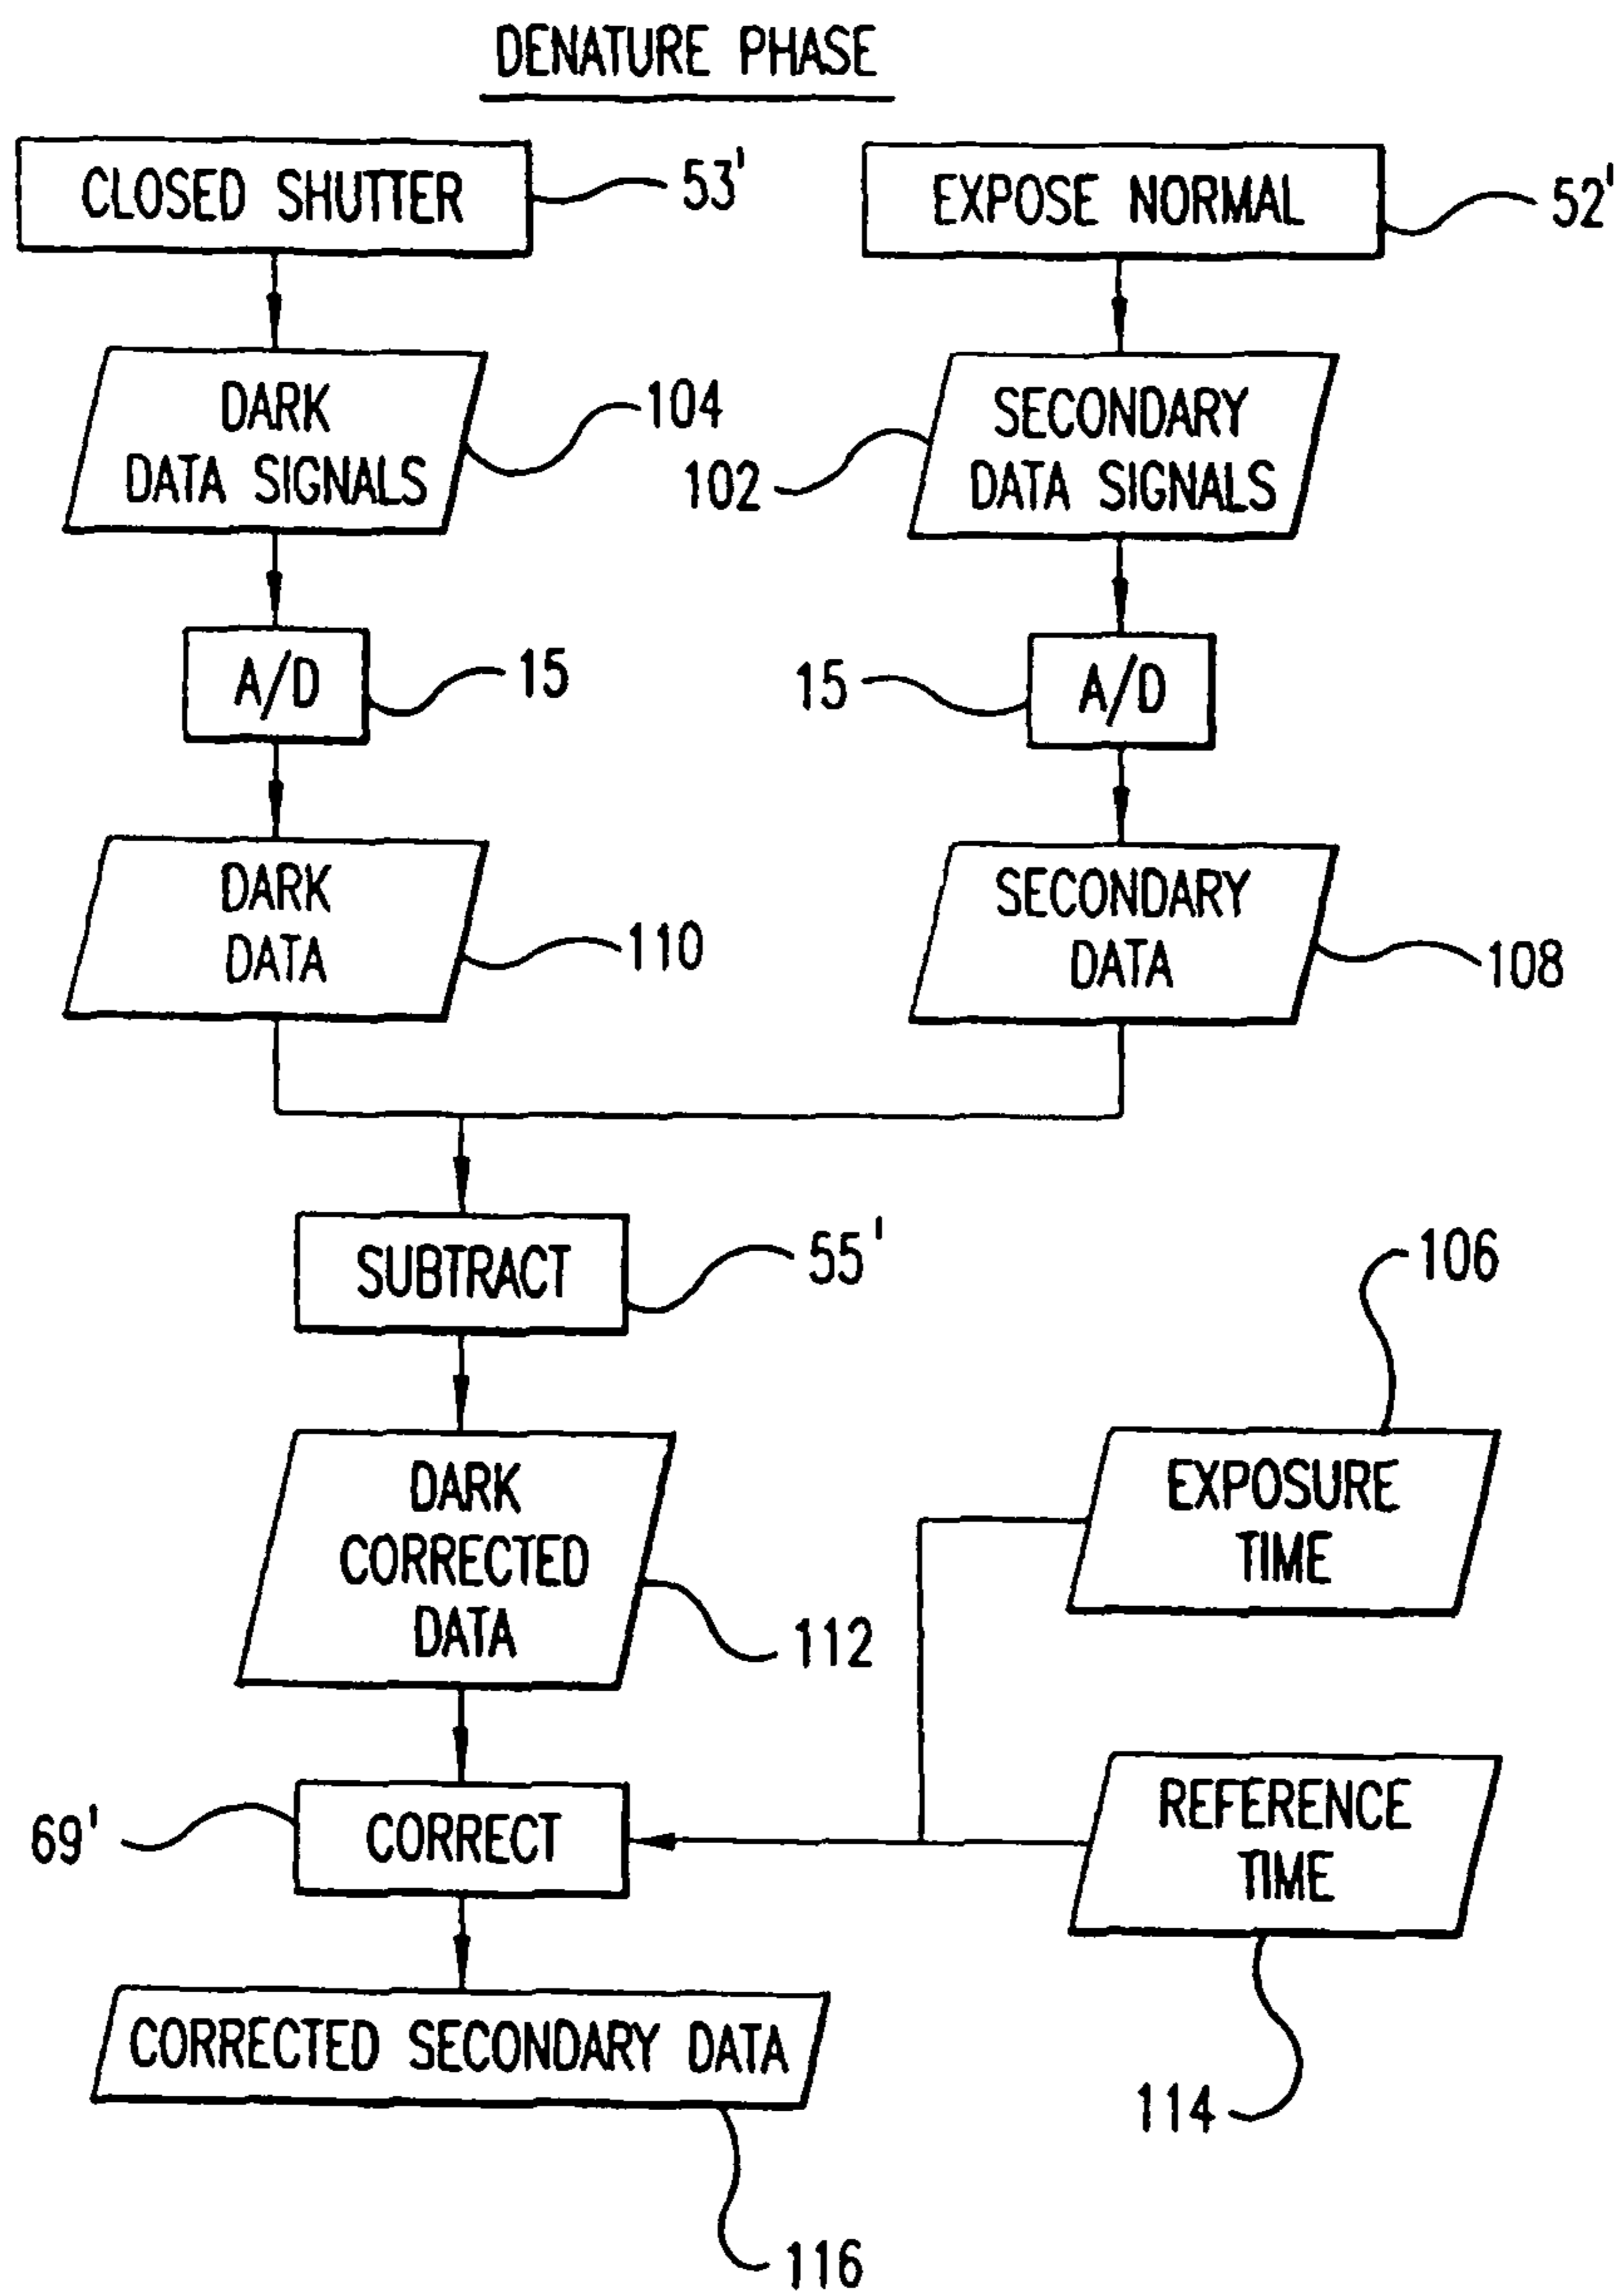 DENATURE PHASE
CLOSED SHUTTER
53'
EXPOSE NORMAL
52'
DARK
DATA SIGNALS
104
102
SECONDARY
DATA SIGNALS
A/D
15
15
A/D
DARK
DATA
110
SECONDARY
DATA
108
SUBTRACT
55'
106
DARK
CORRECTED
DATA
112
EXPOSURE
TIME
69'
CORRECT
REFERENCE
TIME
CORRECTED SECONDARY DATA
114
116